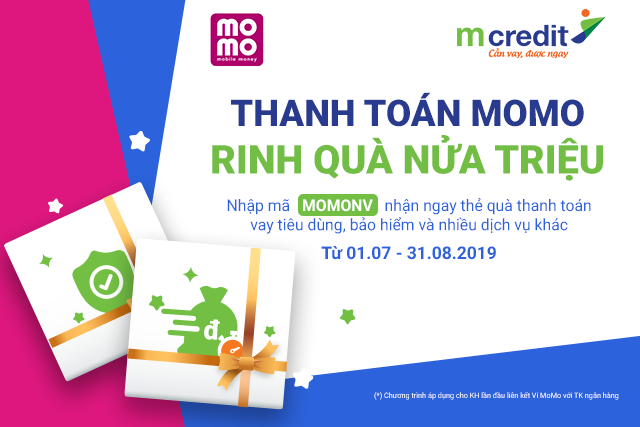 mo
mo
mobile money
mcredit
Cần vay, được ngay
THANH TOÁN MOMO
RINH QUÀ NỬA TRIỆU
Nhập mã MOMONV nhận ngay thẻ quà thanh toán
vay tiêu dùng, bảo hiểm và nhiều dịch vụ khác
Từ 01.07 - 31.08.2019
đ
(*) Chương trình áp dụng cho KH lần đầu liên kết Ví MoMo với TK ngân hàng